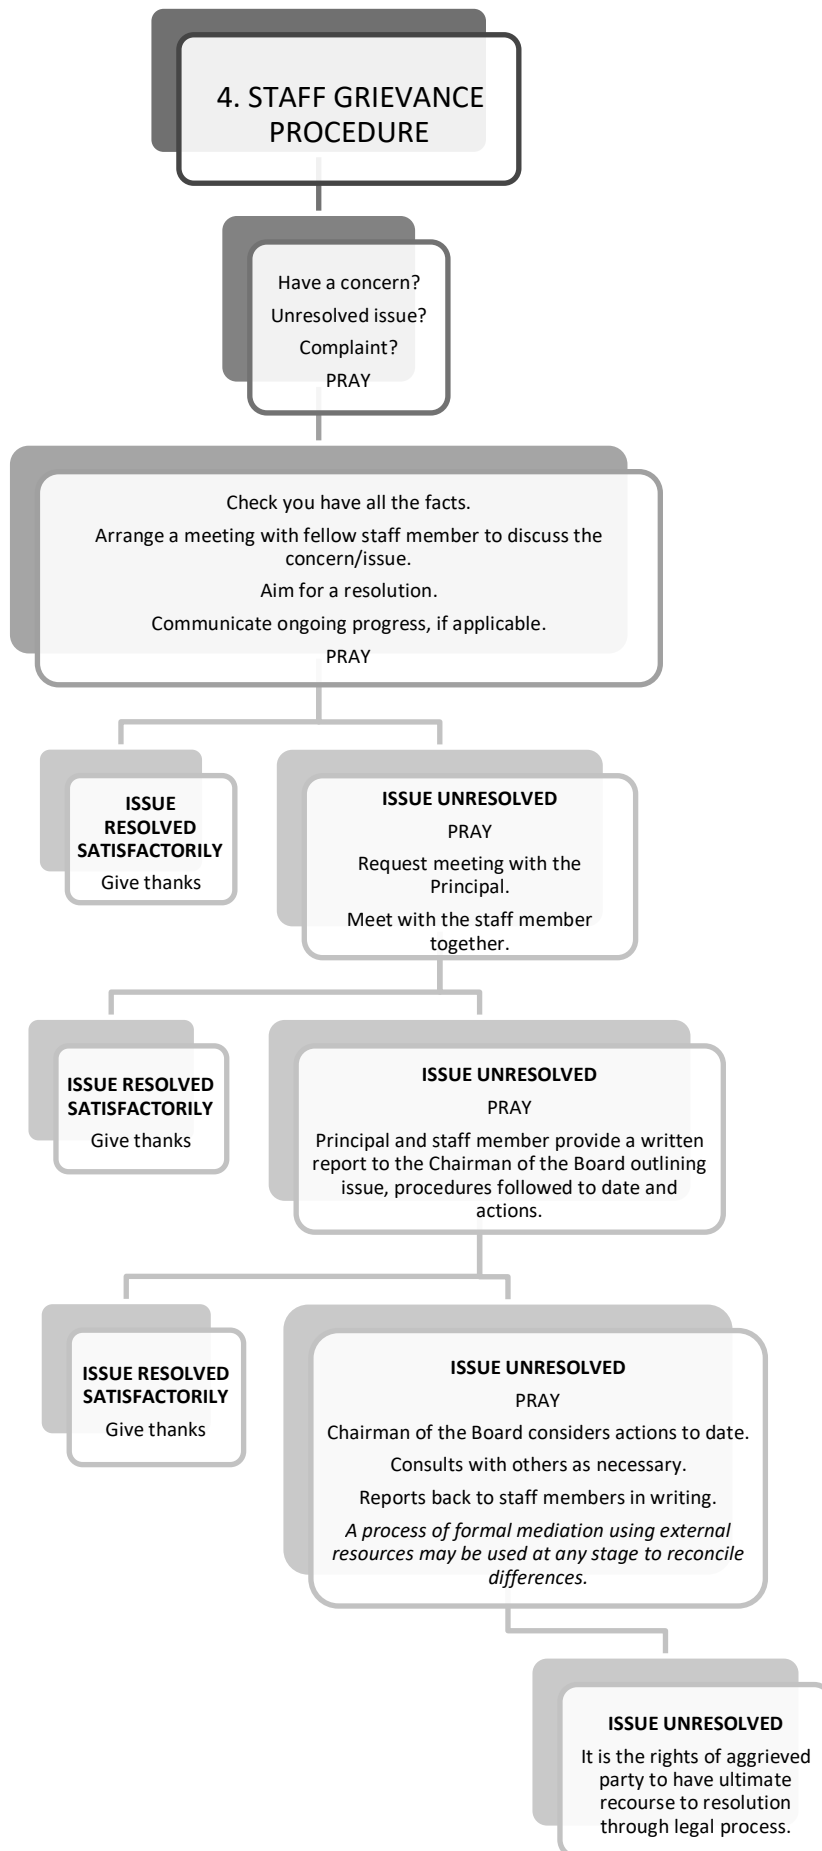 4. STAFF GRIEVANCE
PROCEDURE
Have a concern?
Unresolved issue?
Complaint?
PRAY
Check you have all the facts.
Arrange a meeting with fellow staff member to discuss the
concern/issue.
Aim for a resolution.
Communicate ongoing progress, if applicable.
PRAY
ISSUE
RESOLVED
SATISFACTORILY
Give thanks
ISSUE UNRESOLVED
PRAY
Request meeting with the
Principal.
Meet with the staff member
together.
ISSUE RESOLVED
SATISFACTORILY
Give thanks
ISSUE UNRESOLVED
PRAY
Principal and staff member provide a written
report to the Chairman of the Board outlining
issue, procedures followed to date and
actions.
ISSUE RESOLVED
SATISFACTORILY
Give thanks
ISSUE UNRESOLVED
PRAY
Chairman of the Board considers actions to date.
Consults with others as necessary.
Reports back to staff members in writing.
A process of formal mediation using external
resources may be used at any stage to reconcile
differences.
ISSUE UNRESOLVED
It is the rights of aggrieved
party to have ultimate
recourse to resolution
through legal process.